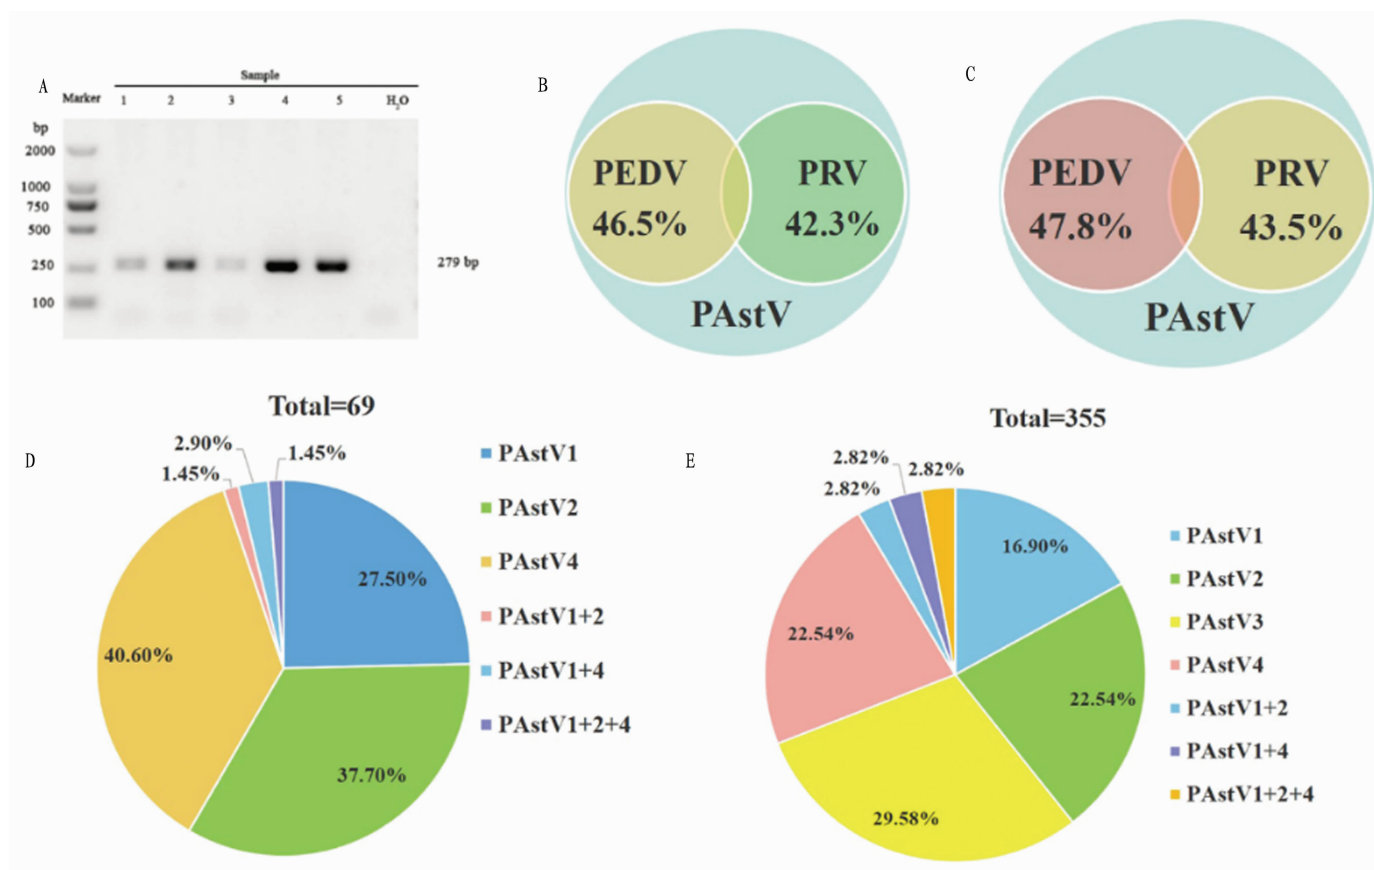 A
Sample
Marker 1 2 3 4 5 H2O
bp
2000
1000
750
500
250
100
279 bp
B
PEDV
46.5%
PRV
42.3%
PAstV
C
PEDV
47.8%
PRV
43.5%
PAstV
D
Total=69
2.90%
1.45%
1.45%
27.50%
40.60%
37.70%
PAstV1
PAstV2
PAstV4
PAstV1+2
PAstV1+4
PAstV1+2+4
E
Total=355
2.82%
2.82%
2.82%
16.90%
22.54%
22.54%
29.58%
PAstV1
PAstV2
PAstV3
PAstV4
PAstV1+2
PAstV1+4
PAstV1+2+4